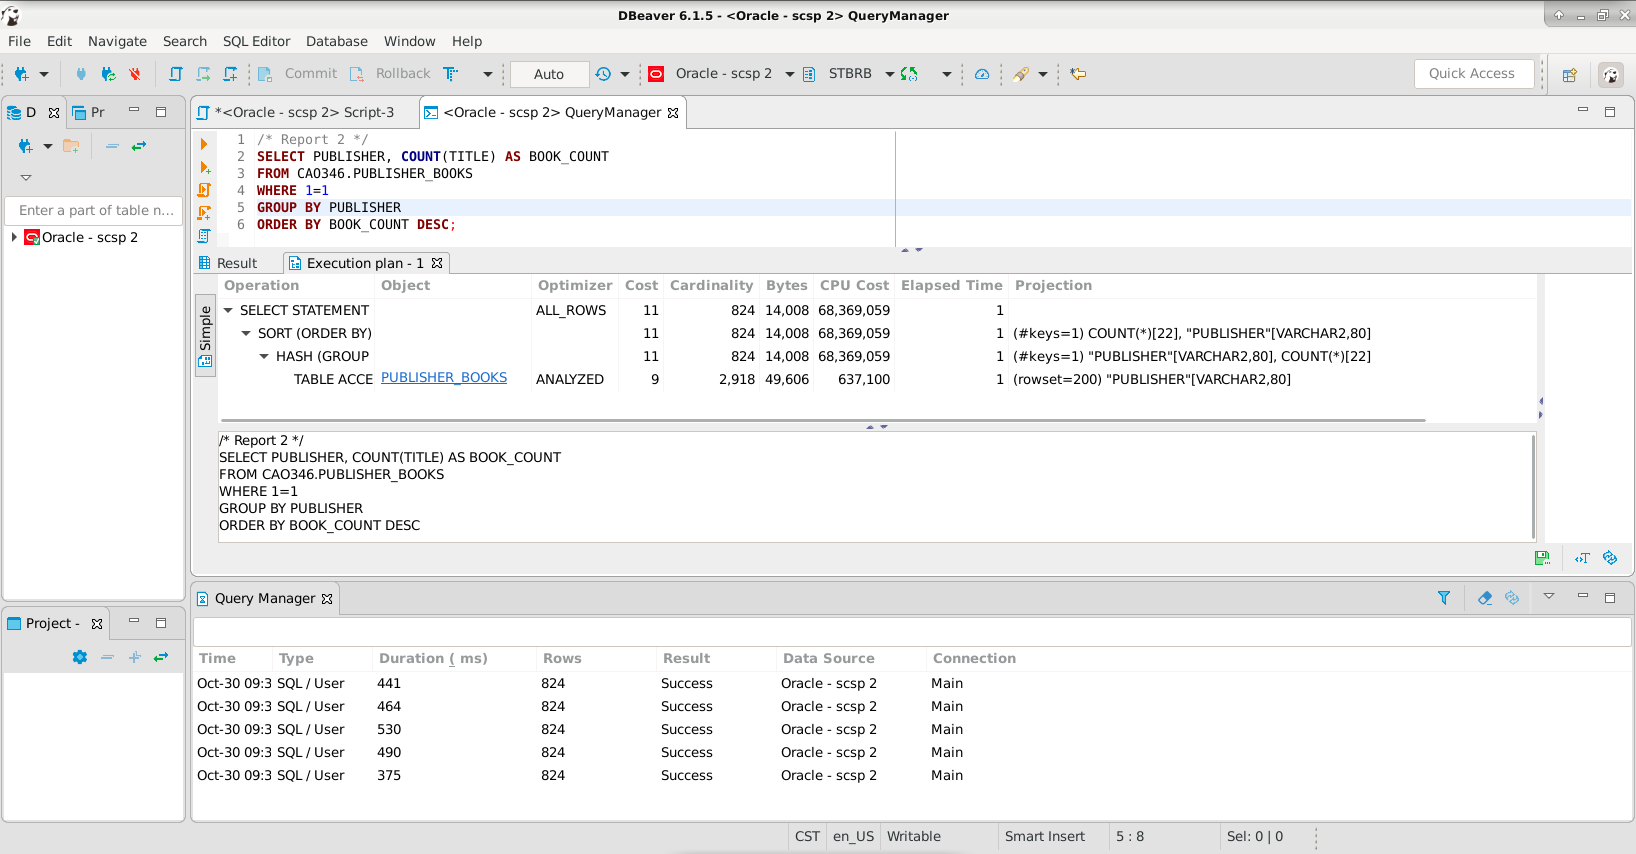 DBeaver 6.1.5 - <Oracle - scsp 2> QueryManager
File Edit Navigate Search SQL Editor Database Window Help
Commit Rollback Auto Oracle - scsp 2 STBRB Quick Access
D Pr
Enter a part of table n...
Oracle - scsp 2
*<Oracle - scsp 2> Script-3 <Oracle - scsp 2> QueryManager
1 /* Report 2 */
2 SELECT PUBLISHER, COUNT(TITLE) AS BOOK_COUNT
3 FROM CAO346.PUBLISHER_BOOKS
4 WHERE 1=1
5 GROUP BY PUBLISHER
6 ORDER BY BOOK_COUNT DESC;
Result Execution plan - 1
Simple
Operation Object Optimizer Cost Cardinality Bytes CPU Cost Elapsed Time Projection
SELECT STATEMENT ALL_ROWS 11 824 14,008 68,369,059 1
SORT (ORDER BY) 11 824 14,008 68,369,059 1 (#keys=1) COUNT(*)[22], "PUBLISHER"[VARCHAR2,80]
HASH (GROUP 11 824 14,008 68,369,059 1 (#keys=1) "PUBLISHER"[VARCHAR2,80], COUNT(*)[22]
TABLE ACCE PUBLISHER_BOOKS ANALYZED 9 2,918 49,606 637,100 1 (rowset=200) "PUBLISHER"[VARCHAR2,80]
/* Report 2 */
SELECT PUBLISHER, COUNT(TITLE) AS BOOK_COUNT
FROM CAO346.PUBLISHER_BOOKS
WHERE 1=1
GROUP BY PUBLISHER
ORDER BY BOOK_COUNT DESC
Project -
Query Manager
Time Type Duration ( ms) Rows Result Data Source Connection
Oct-30 09:3 SQL / User 441 824 Success Oracle - scsp 2 Main
Oct-30 09:3 SQL / User 464 824 Success Oracle - scsp 2 Main
Oct-30 09:3 SQL / User 530 824 Success Oracle - scsp 2 Main
Oct-30 09:3 SQL / User 490 824 Success Oracle - scsp 2 Main
Oct-30 09:3 SQL / User 375 824 Success Oracle - scsp 2 Main
CST en_US Writable Smart Insert 5 : 8 Sel: 0 | 0